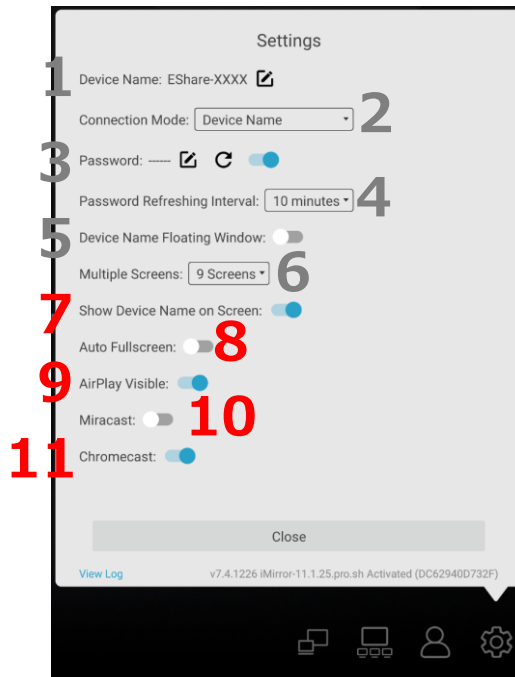 Settings
1 Device Name: EShare-XXXX
Connection Mode: Device Name 2
3 Password: ------
Password Refreshing Interval: 10 minutes 4
5 Device Name Floating Window:
Multiple Screens: 9 Screens 6
7 Show Device Name on Screen:
Auto Fullscreen: 8
9 AirPlay Visible:
Miracast: 10
11 Chromecast:
Close
View Log v7.4.1226 iMirror-11.1.25.pro.sh Activated (DC62940D732F)